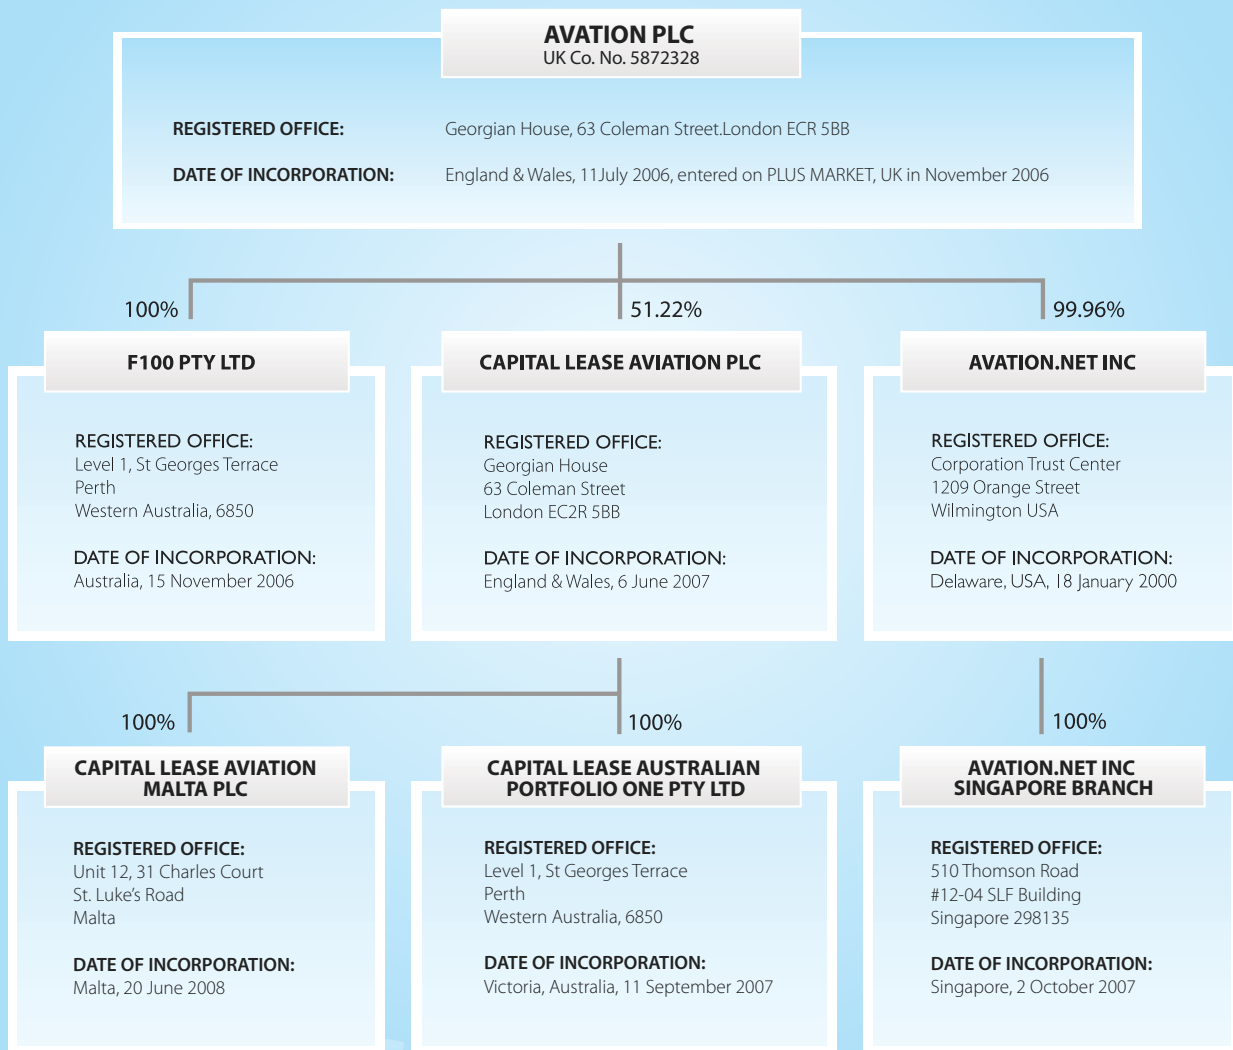 AVATION PLC
UK Co. No. 5872328
REGISTERED OFFICE: Georgian House, 63 Coleman Street.London ECR 5BB
DATE OF INCORPORATION: England & Wales, 11July 2006, entered on PLUS MARKET, UK in November 2006
100%
51.22%
99.96%
F100 PTY LTD
REGISTERED OFFICE:
Level 1, St Georges Terrace
Perth
Western Australia, 6850
DATE OF INCORPORATION:
Australia, 15 November 2006
CAPITAL LEASE AVIATION PLC
REGISTERED OFFICE:
Georgian House
63 Coleman Street
London EC2R 5BB
DATE OF INCORPORATION:
England & Wales, 6 June 2007
AVATION.NET INC
REGISTERED OFFICE:
Corporation Trust Center
1209 Orange Street
Wilmington USA
DATE OF INCORPORATION:
Delaware, USA, 18 January 2000
100%
100%
100%
CAPITAL LEASE AVIATION
MALTA PLC
REGISTERED OFFICE:
Unit 12, 31 Charles Court
St. Luke's Road
Malta
DATE OF INCORPORATION:
Malta, 20 June 2008
CAPITAL LEASE AUSTRALIAN
PORTFOLIO ONE PTY LTD
REGISTERED OFFICE:
Level 1, St Georges Terrace
Perth
Western Australia, 6850
DATE OF INCORPORATION:
Victoria, Australia, 11 September 2007
AVATION.NET INC
SINGAPORE BRANCH
REGISTERED OFFICE:
510 Thomson Road
#12-04 SLF Building
Singapore 298135
DATE OF INCORPORATION:
Singapore, 2 October 2007